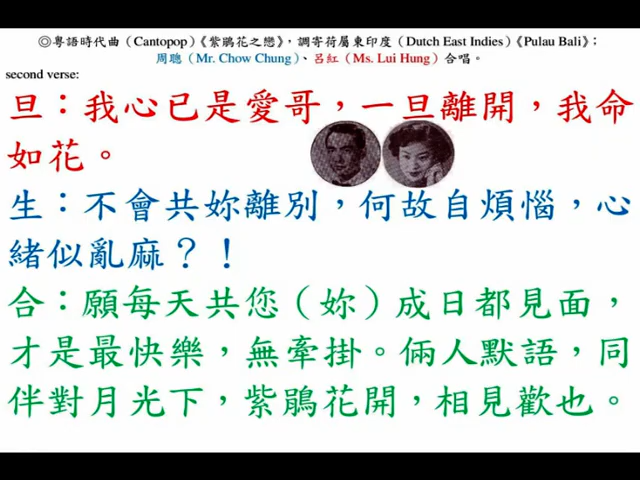 ◎粵語時代曲（Cantopop）《紫鵑花之戀》，調寄荷屬東印度（Dutch East Indies）《Pulau Bali》；
周聰（Mr. Chow Chung）、呂紅（Ms. Lui Hung）合唱。
second verse:
旦：我心已是愛哥，一旦離開，我命
如花。
生：不會共妳離別，何故自煩惱，心
緒似亂麻？！
合：願每天共您（妳）成日都見面，
才是最快樂，無牽掛。倆人默語，同
伴對月光下，紫鵑花開，相見歡也。